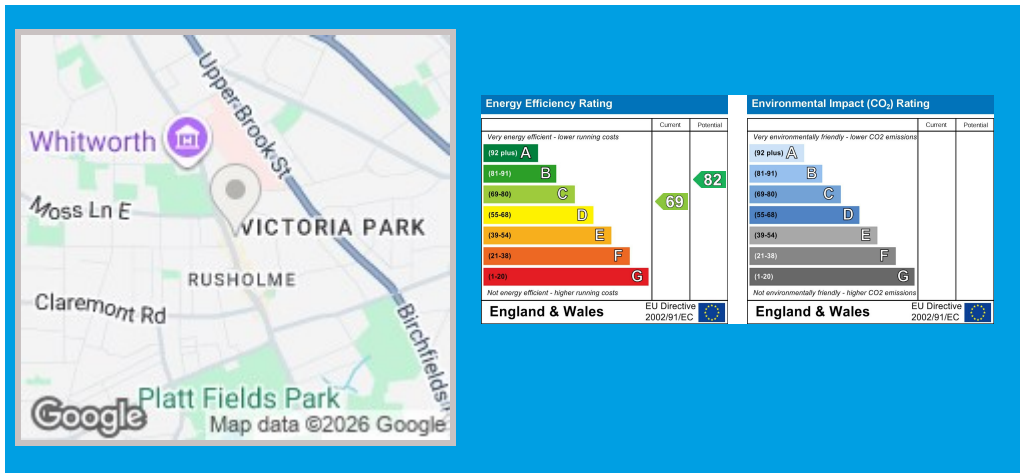 Upper Brook St
Whitworth
Moss Ln E
VICTORIA PARK
RUSHOLME
Claremont Rd
Birchfields
Platt Fields Park
Google
Map data ©2026 Google
Energy Efficiency Rating
Current Potential
Very energy efficient - lower running costs
(92 plus) A
(81-91) B
82
(69-80) C
69
(55-68) D
(39-54) E
(21-38) F
(1-20) G
Not energy efficient - higher running costs
England & Wales
EU Directive
2002/91/EC
Environmental Impact (CO₂) Rating
Current Potential
Very environmentally friendly - lower CO2 emissions
(92 plus) A
(81-91) B
(69-80) C
(55-68) D
(39-54) E
(21-38) F
(1-20) G
Not environmentally friendly - higher CO2 emissions
England & Wales
EU Directive
2002/91/EC